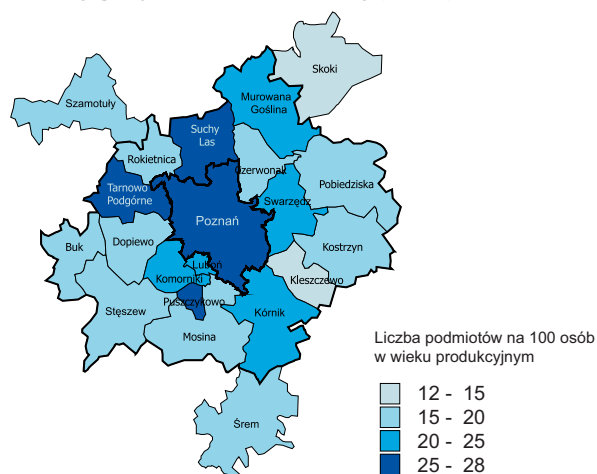 Skoki
Szamotuły
Murowana
Goślina
Suchy
Las
Rokietnica
Czerwonak
Pobiedziska
Tarnowo
Podgórne
Swarzędz
Poznań
Buk
Dopiewo
Kostrzyn
Luboń
Komorniki
Kleszczewo
Puszczykowo
Stęszew
Kórnik
Mosina
Śrem
Liczba podmiotów na 100 osób
w wieku produkcyjnym
12 - 15
15 - 20
20 - 25
25 - 28